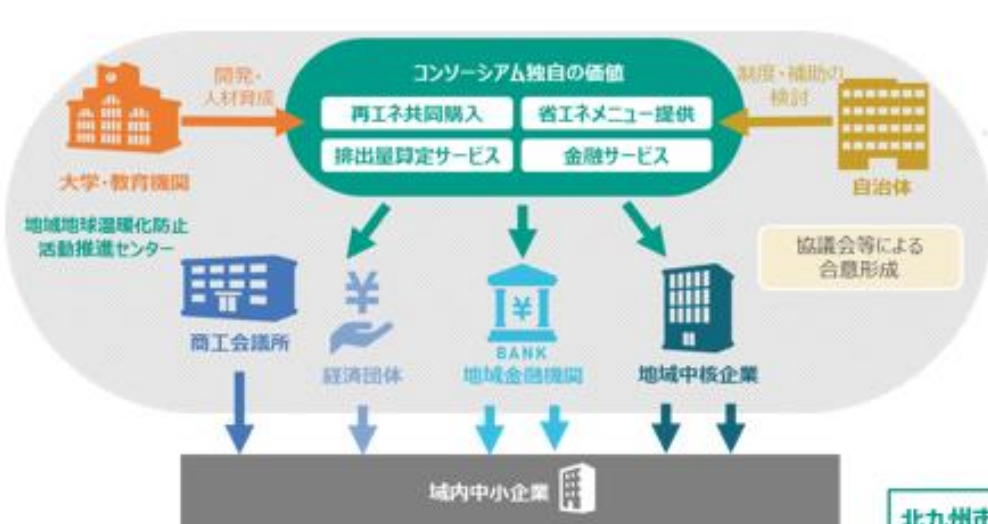 コンソーシアム独自の価値
再エネ共同購入
省エネメニュー提供
排出量算定サービス
金融サービス
開発・
人材育成
制度・補助の
検討
大学・教育機関
自治体
地域地球温暖化防止
活動推進センター
協議会等による
合意形成
商工会議所
経済団体
BANK
地域金融機関
地域中核企業
域内中小企業
北九州市